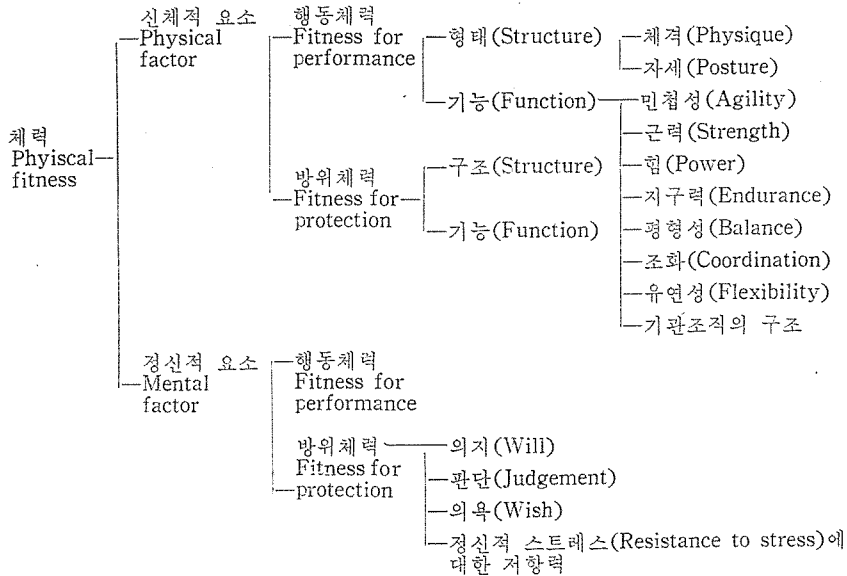 신체적 요소
Physical
factor
행동체력
Fitness for
performance
형태(Structure)
체격(Physique)
자세(Posture)
기능(Function)
민첩성(Agility)
근력(Strength)
힘(Power)
지구력(Endurance)
평형성(Balance)
조화(Coordination)
유연성(Flexibility)
기관조직의 구조
체력
Phyiscal
fitness
방위체력
Fitness for
protection
구조(Structure)
기능(Function)
정신적 요소
Mental
factor
행동체력
Fitness for
performance
방위체력
Fitness for
protection
의지(Will)
판단(Judgement)
의욕(Wish)
정신적 스트레스(Resistance to stress)에
대한 저항력